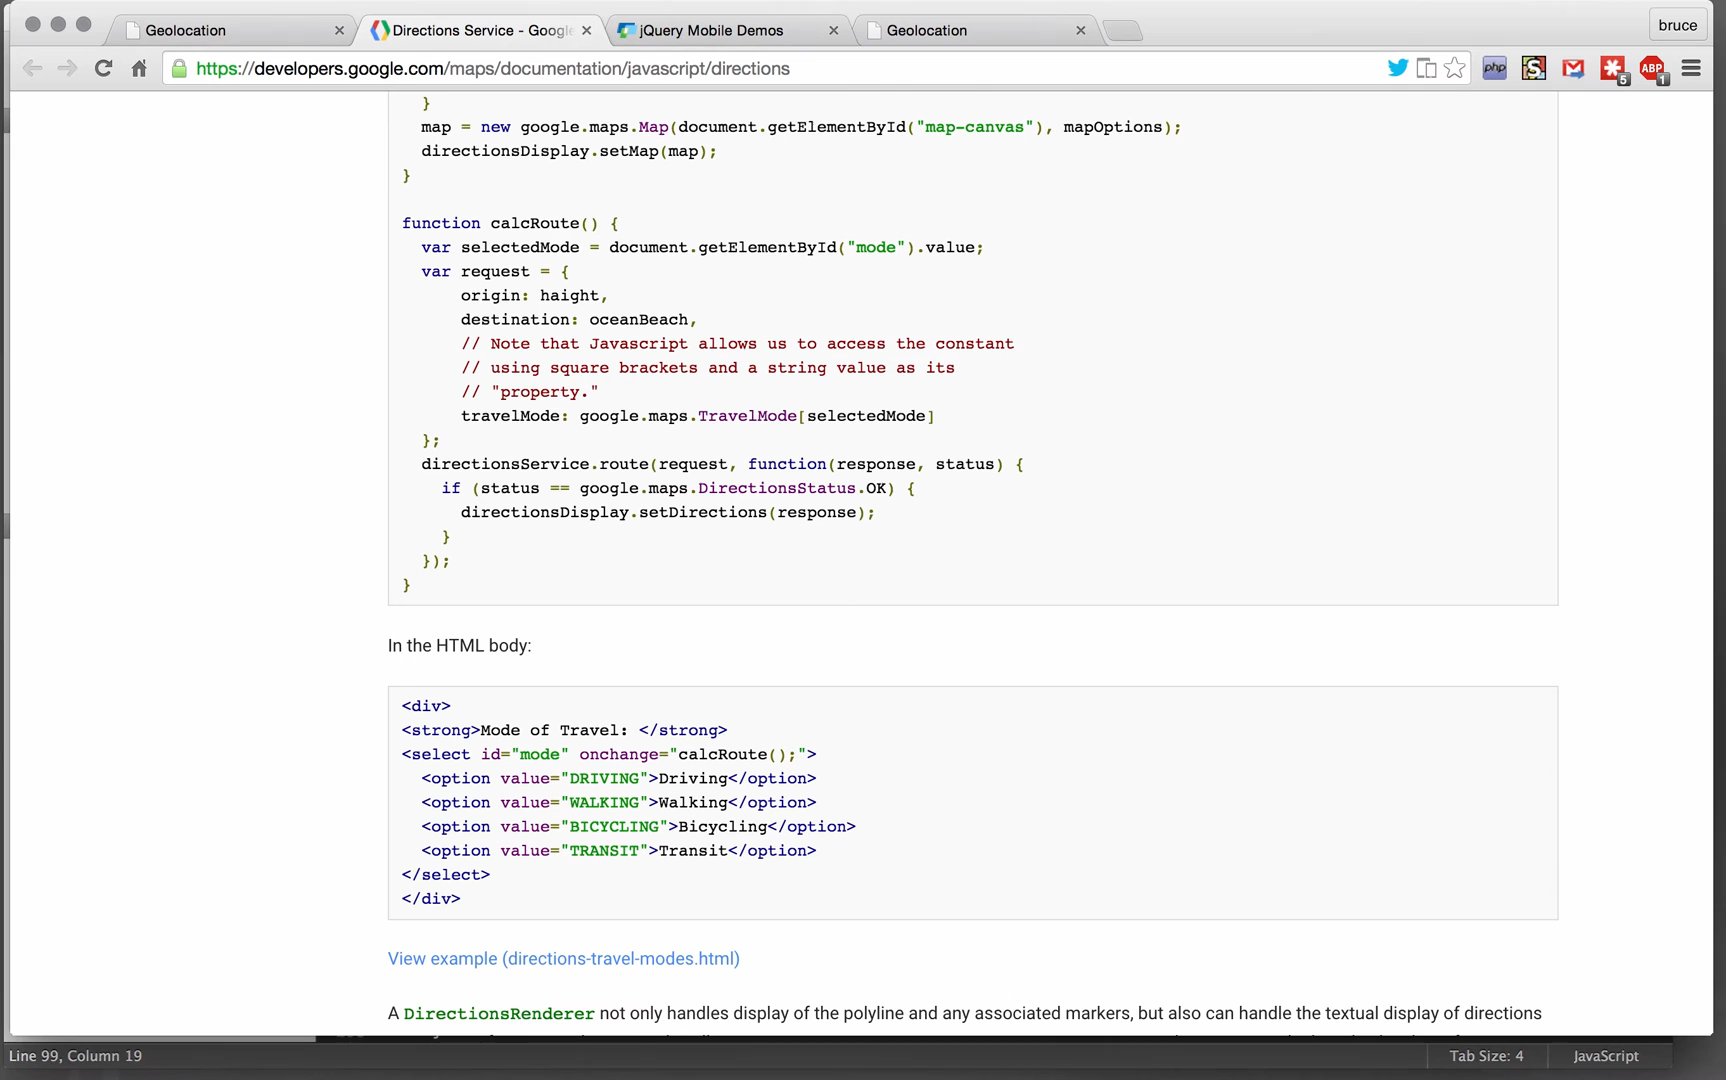 Geolocation
Directions Service - Googl
jQuery Mobile Demos
Geolocation
bruce
https://developers.google.com/maps/documentation/javascript/directions
php
S
5
ABP
1
}
map = new google.maps.Map(document.getElementById("map-canvas"), mapOptions);
directionsDisplay.setMap(map);
}
function calcRoute() {
var selectedMode = document.getElementById("mode").value;
var request = {
origin: haight,
destination: oceanBeach,
// Note that Javascript allows us to access the constant
// using square brackets and a string value as its
// "property."
travelMode: google.maps.TravelMode[selectedMode]
};
directionsService.route(request, function(response, status) {
if (status == google.maps.DirectionsStatus.OK) {
directionsDisplay.setDirections(response);
}
});
}
In the HTML body:
<div>
<strong>Mode of Travel: </strong>
<select id="mode" onchange="calcRoute();">
<option value="DRIVING">Driving</option>
<option value="WALKING">Walking</option>
<option value="BICYCLING">Bicycling</option>
<option value="TRANSIT">Transit</option>
</select>
</div>
View example (directions-travel-modes.html)
A DirectionsRenderer not only handles display of the polyline and any associated markers, but also can handle the textual display of directions
Line 99, Column 19
Tab Size: 4
JavaScript